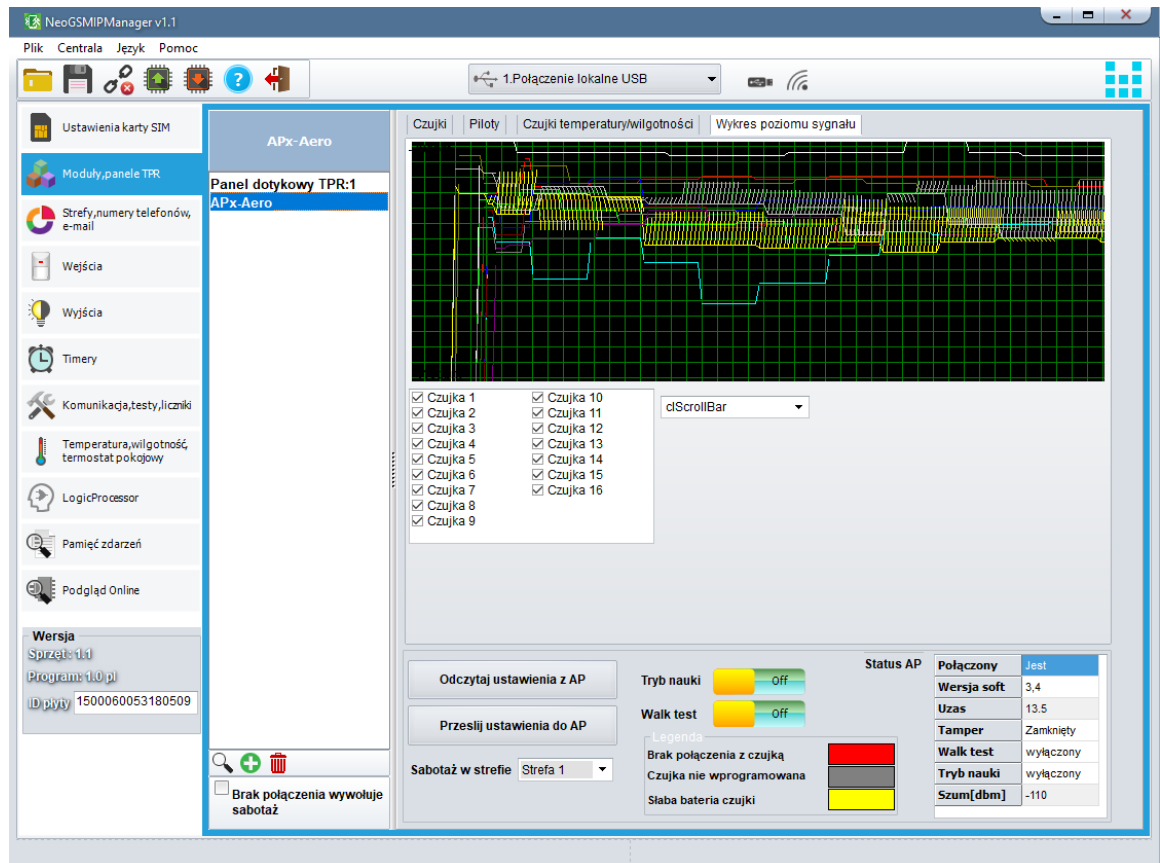 NeoGSMIPManager v1.1
Plik Centrala Język Pomoc
1.Połączenie lokalne USB
Ustawienia karty SIM
Moduły,panele TPR
Strefy,numery telefonów,
e-mail
Wejścia
Wyjścia
Timery
Komunikacja,testy,liczniki
Temperatura,wilgotność,
termostat pokojowy
LogicProcessor
Pamięć zdarzeń
Podgląd Online
Wersja
Sprzęt: 1.1
Program: 1.0 pl
ID płyty 1500060053180509
APx-Aero
Panel dotykowy TPR:1
APx-Aero
Brak połączenia wywołuje
sabotaż
Czujki Piloty Czujki temperatury/wilgotności Wykres poziomu sygnału
Czujka 1 Czujka 10
Czujka 2 Czujka 11
Czujka 3 Czujka 12
Czujka 4 Czujka 13
Czujka 5 Czujka 14
Czujka 6 Czujka 15
Czujka 7 Czujka 16
Czujka 8
Czujka 9
clScrollBar
Odczytaj ustawienia z AP
Prześlij ustawienia do AP
Sabotaż w strefie Strefa 1
Tryb nauki Off
Walk test Off
Legenda
Brak połączenia z czujką
Czujka nie wprogramowana
Słaba bateria czujki
Status AP
Połączony Jest
Wersja soft 3,4
Uzas 13.5
Tamper Zamknięty
Walk test wyłączony
Tryb nauki wyłączony
Szum[dbm] -110